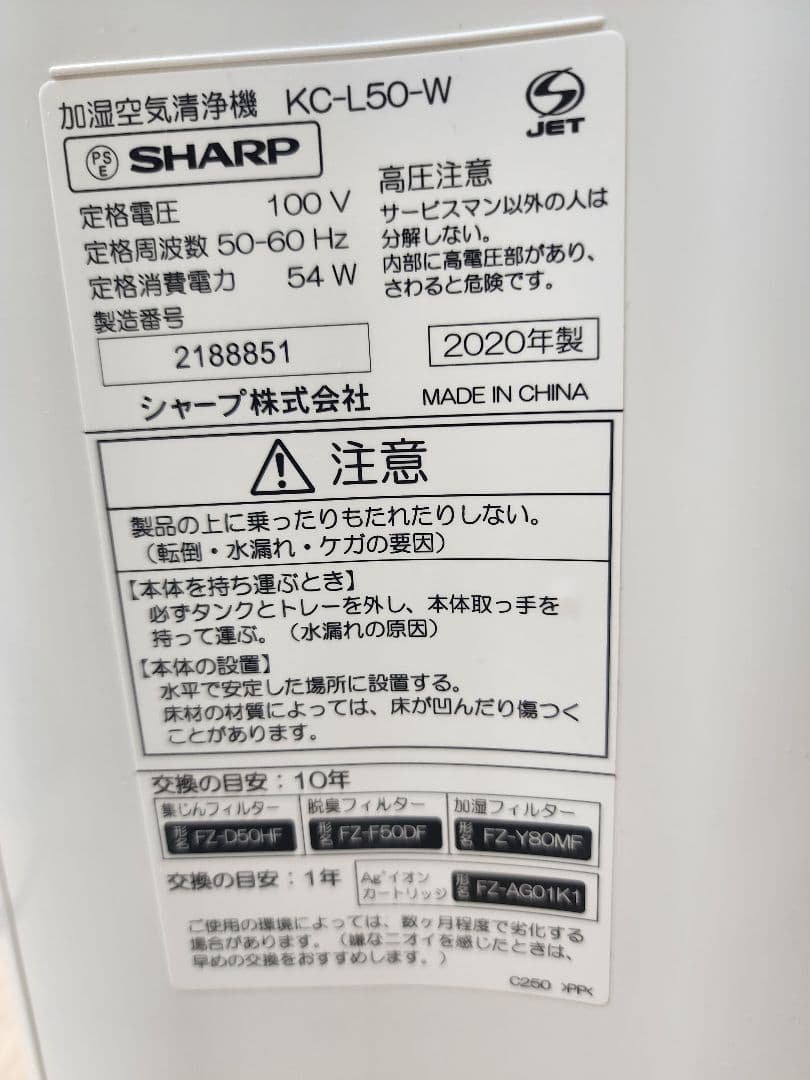 加湿空気清浄機 KC-L50-W
JET
PS
E
SHARP
定格電圧 100 V
定格周波数 50-60 Hz
定格消費電力 54 W
高圧注意
サービスマン以外の人は
分解しない。
内部に高電圧部があり、
さわると危険です。
製造番号
2188851
2020年製
シャープ株式会社
MADE IN CHINA
注意
製品の上に乗ったりもたれたりしない。
(転倒・水漏れ・ケガの要因)
【本体を持ち運ぶとき】
必ずタンクとトレーを外し、本体取っ手を
持って運ぶ。(水漏れの原因)
【本体の設置】
水平で安定した場所に設置する。
床材の材質によっては、床が凹んだり傷つく
ことがあります。
交換の目安:10年
集じんフィルター
形名 FZ-D50HF
脱臭フィルター
形名 FZ-F50DF
加湿フィルター
形名 FZ-Y80MF
交換の目安:1年
Ag⁺イオン
カートリッジ
形名 FZ-AG01K1
ご使用の環境によっては、数ヶ月程度で劣化する
場合があります。(嫌なニオイを感じたときは、
早めの交換をおすすめします。)
C250 >PP<